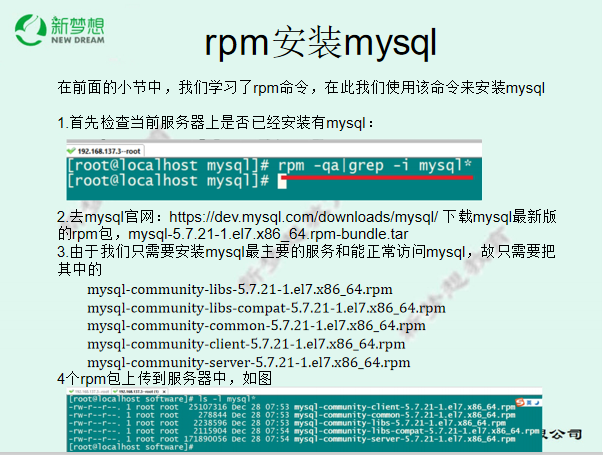 新梦想
NEW DREAM
rpm安装mysql
在前面的小节中，我们学习了rpm命令，在此我们使用该命令来安装mysql
1.首先检查当前服务器上是否已经安装有mysql：
192.168.137.3--root
[root@localhost mysql]# rpm -qa|grep -i mysql*
[root@localhost mysql]#
2.去mysql官网：https://dev.mysql.com/downloads/mysql/ 下载mysql最新版
的rpm包，mysql-5.7.21-1.el7.x86_64.rpm-bundle.tar
3.由于我们只需要安装mysql最主要的服务和能正常访问mysql，故只需要把
其中的
mysql-community-libs-5.7.21-1.el7.x86_64.rpm
mysql-community-libs-compat-5.7.21-1.el7.x86_64.rpm
mysql-community-common-5.7.21-1.el7.x86_64.rpm
mysql-community-client-5.7.21-1.el7.x86_64.rpm
mysql-community-server-5.7.21-1.el7.x86_64.rpm
4个rpm包上传到服务器中，如图
[root@localhost software]# ls -l mysql*
-rw-r--r--. 1 root root 25107316 Dec 28 07:53 mysql-community-client-5.7.21-1.el7.x86_64.rpm
-rw-r--r--. 1 root root 278844 Dec 28 07:53 mysql-community-common-5.7.21-1.el7.x86_64.rpm
-rw-r--r--. 1 root root 2238596 Dec 28 07:53 mysql-community-libs-5.7.21-1.el7.x86_64.rpm
-rw-r--r--. 1 root root 2115904 Dec 28 07:54 mysql-community-libs-compat-5.7.21-1.el7.x86_64.rpm
-rw-r--r--. 1 root root 171890056 Dec 28 07:54 mysql-community-server-5.7.21-1.el7.x86_64.rpm
[root@localhost software]#
限公司